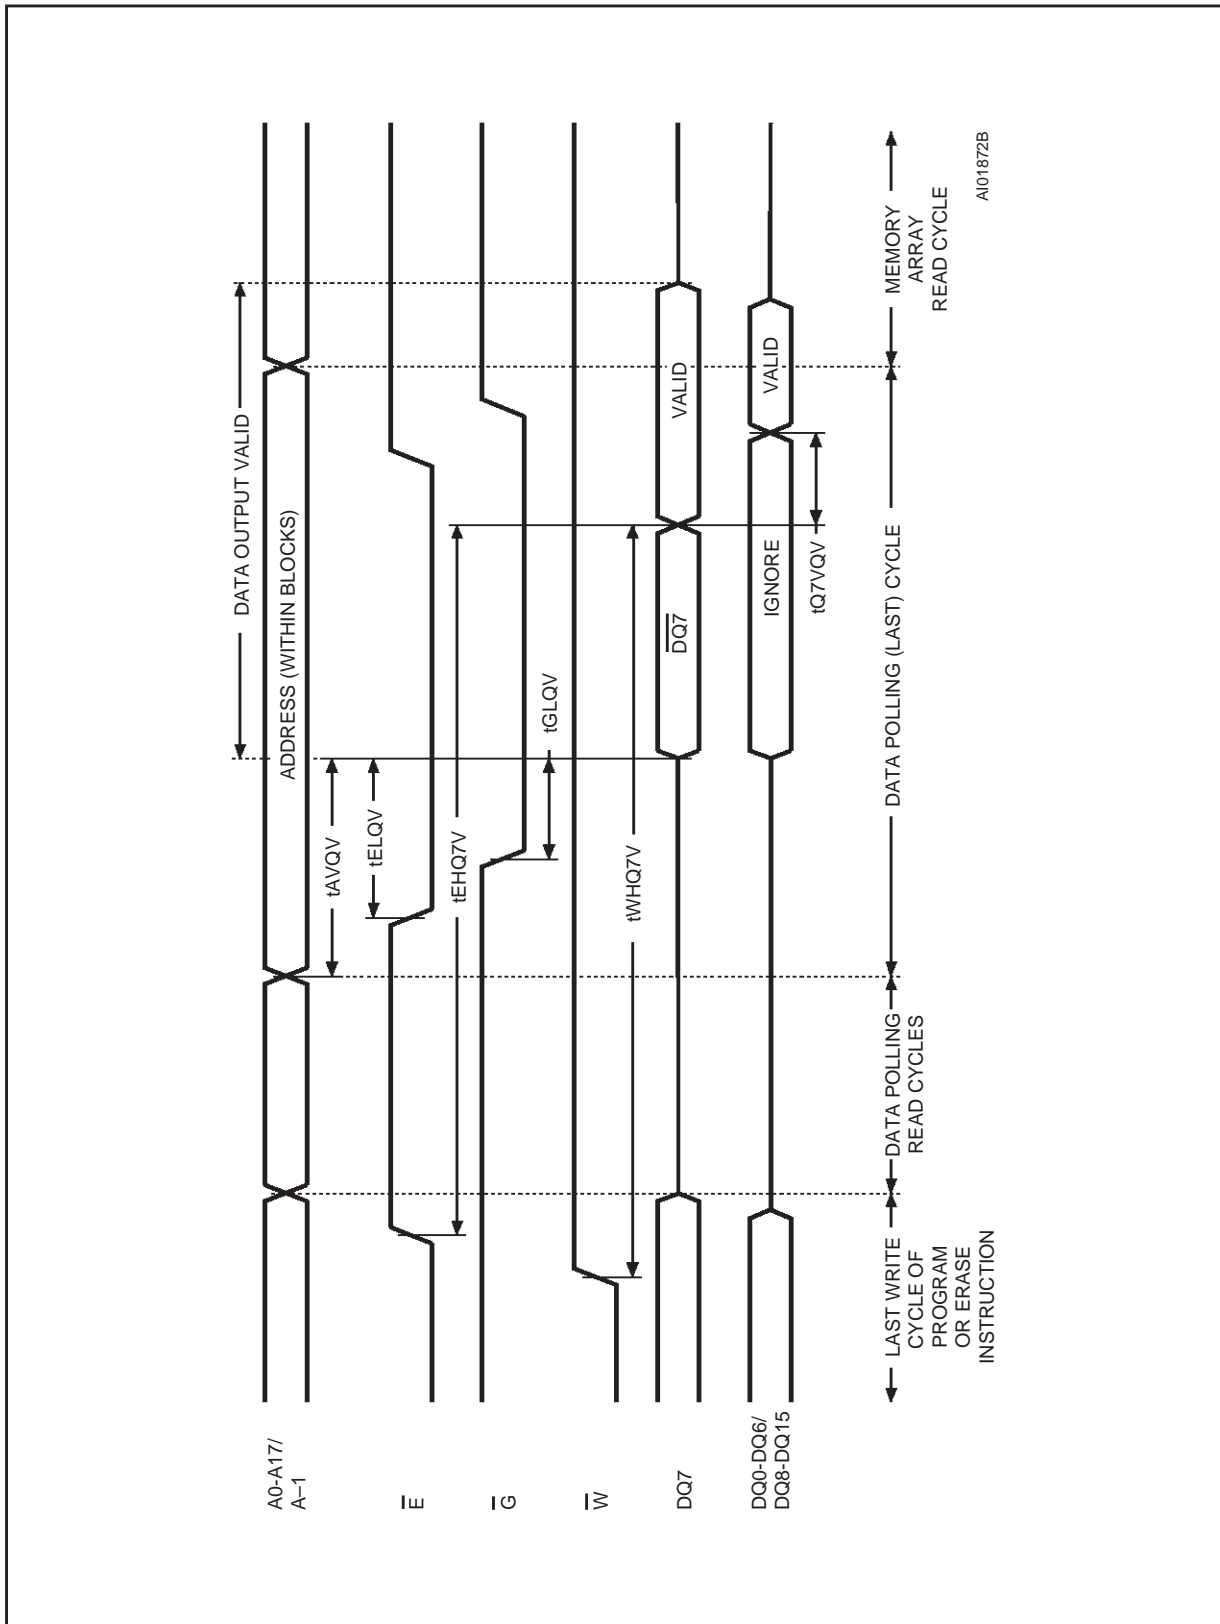 DATA OUTPUT VALID
A0-A17/
A–1
ADDRESS (WITHIN BLOCKS)
tAVQV
tELQV
E̅
tEHQ7V
G̅
tGLQV
W̅
tWHQ7V
DQ7
D̅Q̅7̅
VALID
DQ0-DQ6/
DQ8-DQ15
IGNORE
VALID
tQ7VQV
LAST WRITE
CYCLE OF
PROGRAM
OR ERASE
INSTRUCTION
DATA POLLING
READ CYCLES
DATA POLLING (LAST) CYCLE
MEMORY
ARRAY
READ CYCLE
AI01872B